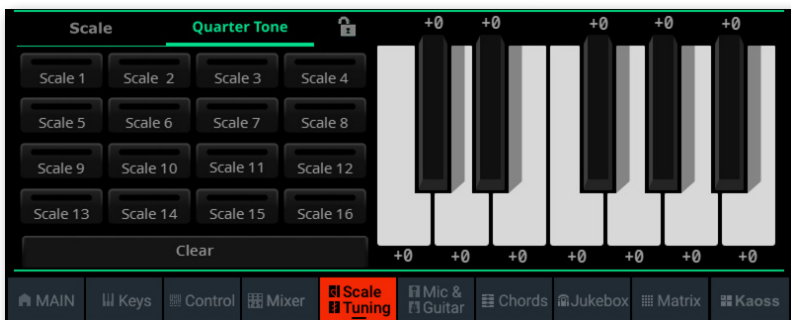 Scale Quarter Tone +0 +0 +0 +0 +0
Scale 1 Scale 2 Scale 3 Scale 4
Scale 5 Scale 6 Scale 7 Scale 8
Scale 9 Scale 10 Scale 11 Scale 12
Scale 13 Scale 14 Scale 15 Scale 16
Clear
+0 +0 +0 +0 +0 +0 +0
MAIN Keys Control Mixer Scale Mic & Chords Jukebox Matrix Kaoss
Tuning Guitar